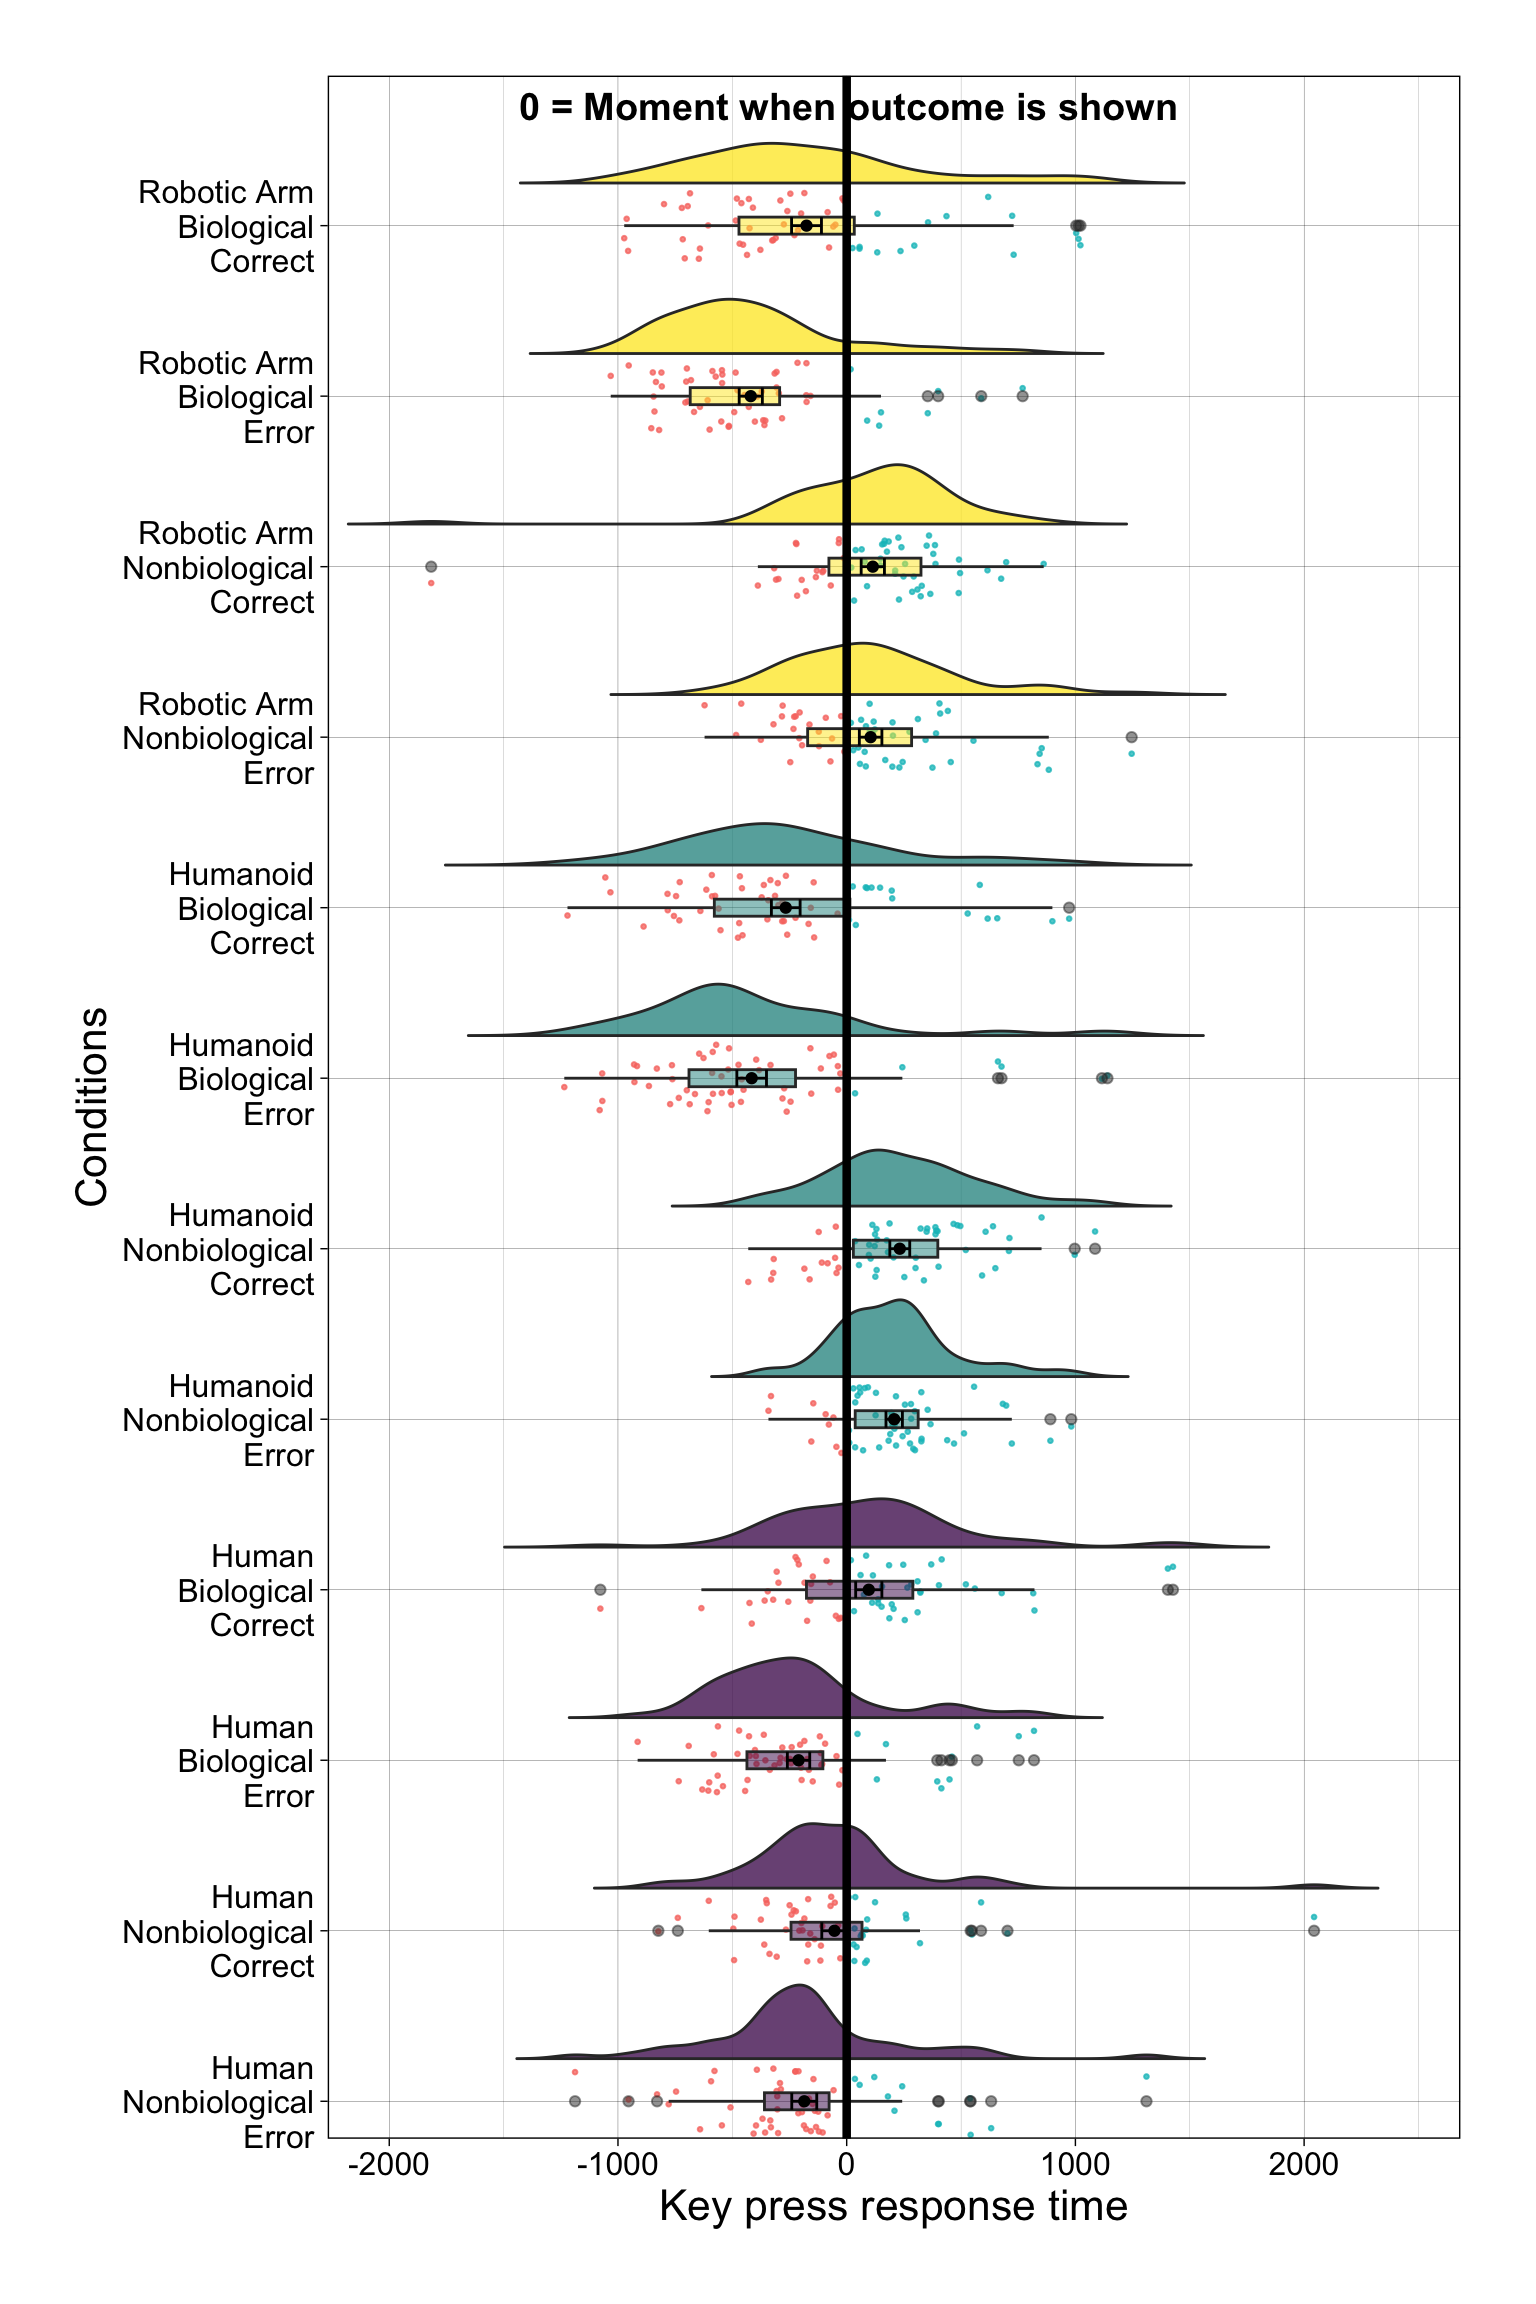 0 = Moment when outcome is shown
Robotic Arm
Biological
Correct
Robotic Arm
Biological
Error
Robotic Arm
Nonbiological
Correct
Robotic Arm
Nonbiological
Error
Humanoid
Biological
Correct
Humanoid
Biological
Error
Humanoid
Nonbiological
Correct
Humanoid
Nonbiological
Error
Human
Biological
Correct
Human
Biological
Error
Human
Nonbiological
Correct
Human
Nonbiological
Error
Conditions
-2000 -1000 0 1000 2000
Key press response time